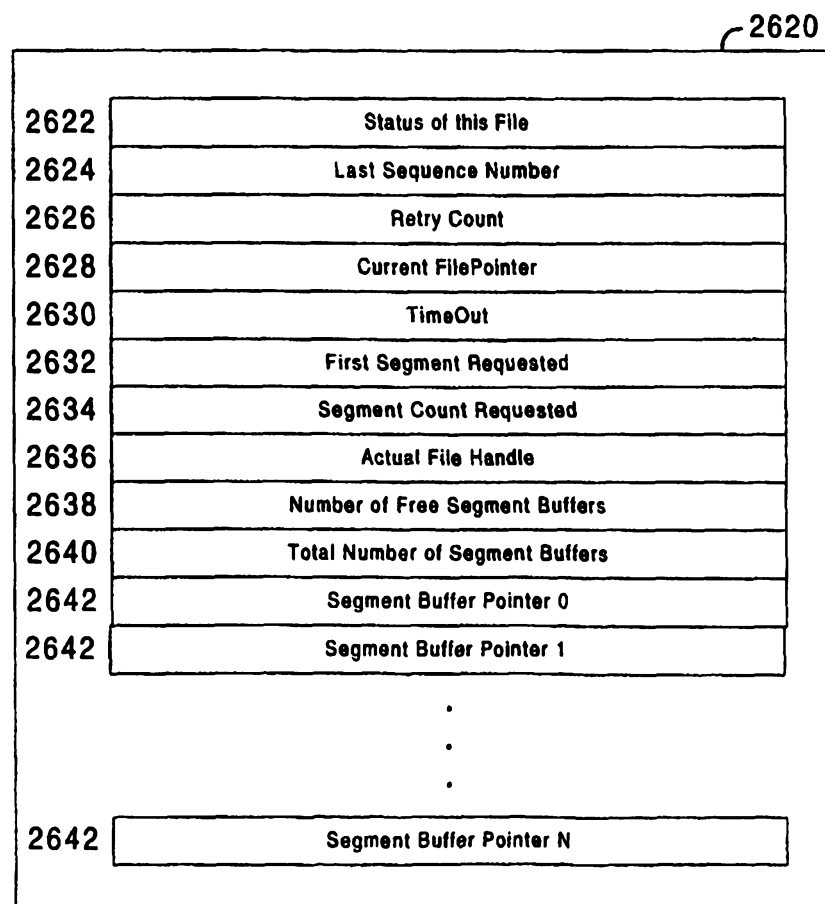 2620
2622 Status of this File
2624 Last Sequence Number
2626 Retry Count
2628 Current FilePointer
2630 TimeOut
2632 First Segment Requested
2634 Segment Count Requested
2636 Actual File Handle
2638 Number of Free Segment Buffers
2640 Total Number of Segment Buffers
2642 Segment Buffer Pointer 0
2642 Segment Buffer Pointer 1
2642 Segment Buffer Pointer N